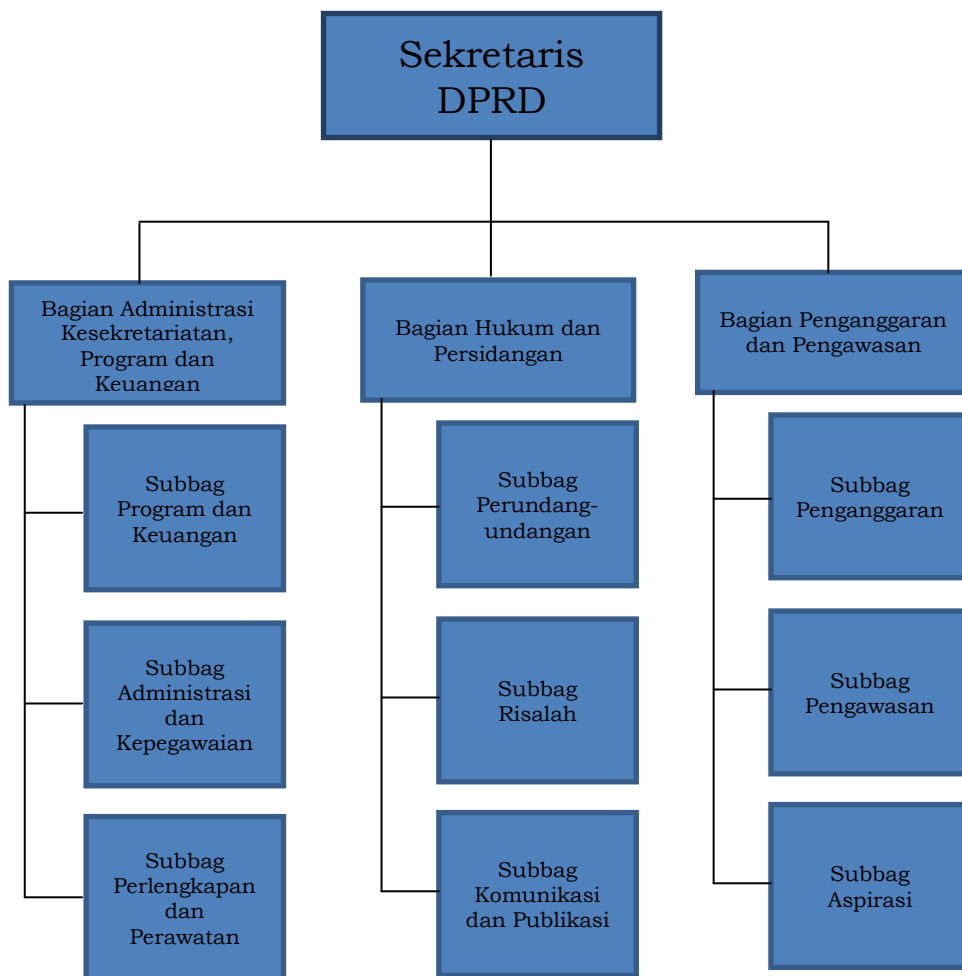 Sekretaris
DPRD
Bagian Administrasi
Kesekretariatan,
Program dan
Keuangan
Bagian Hukum dan
Persidangan
Bagian Penganggaran
dan Pengawasan
Subbag
Program dan
Keuangan
Subbag
Perundang-
undangan
Subbag
Penganggaran
Subbag
Administrasi
dan
Kepegawaian
Subbag
Risalah
Subbag
Pengawasan
Subbag
Perlengkapan
dan
Perawatan
Subbag
Komunikasi
dan Publikasi
Subbag
Aspirasi